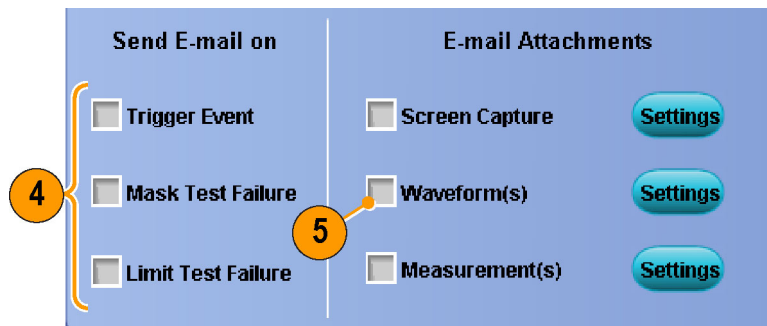 Send E-mail on
E-mail Attachments
Trigger Event
Screen Capture
Settings
4
Mask Test Failure
Waveform(s)
Settings
5
Limit Test Failure
Measurement(s)
Settings